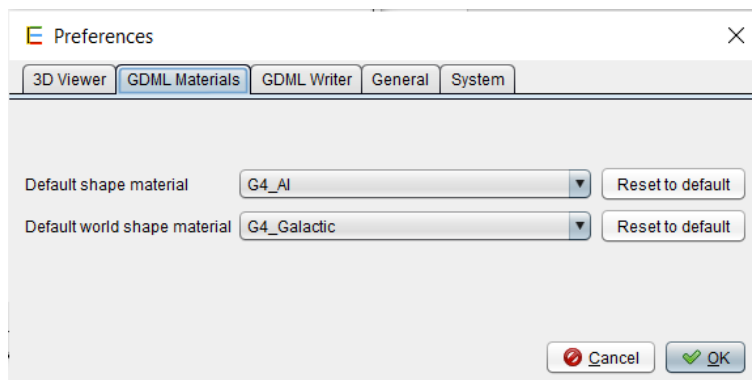 Preferences
3D Viewer GDML Materials GDML Writer General System
Default shape material G4_Al Reset to default
Default world shape material G4_Galactic Reset to default
Cancel OK